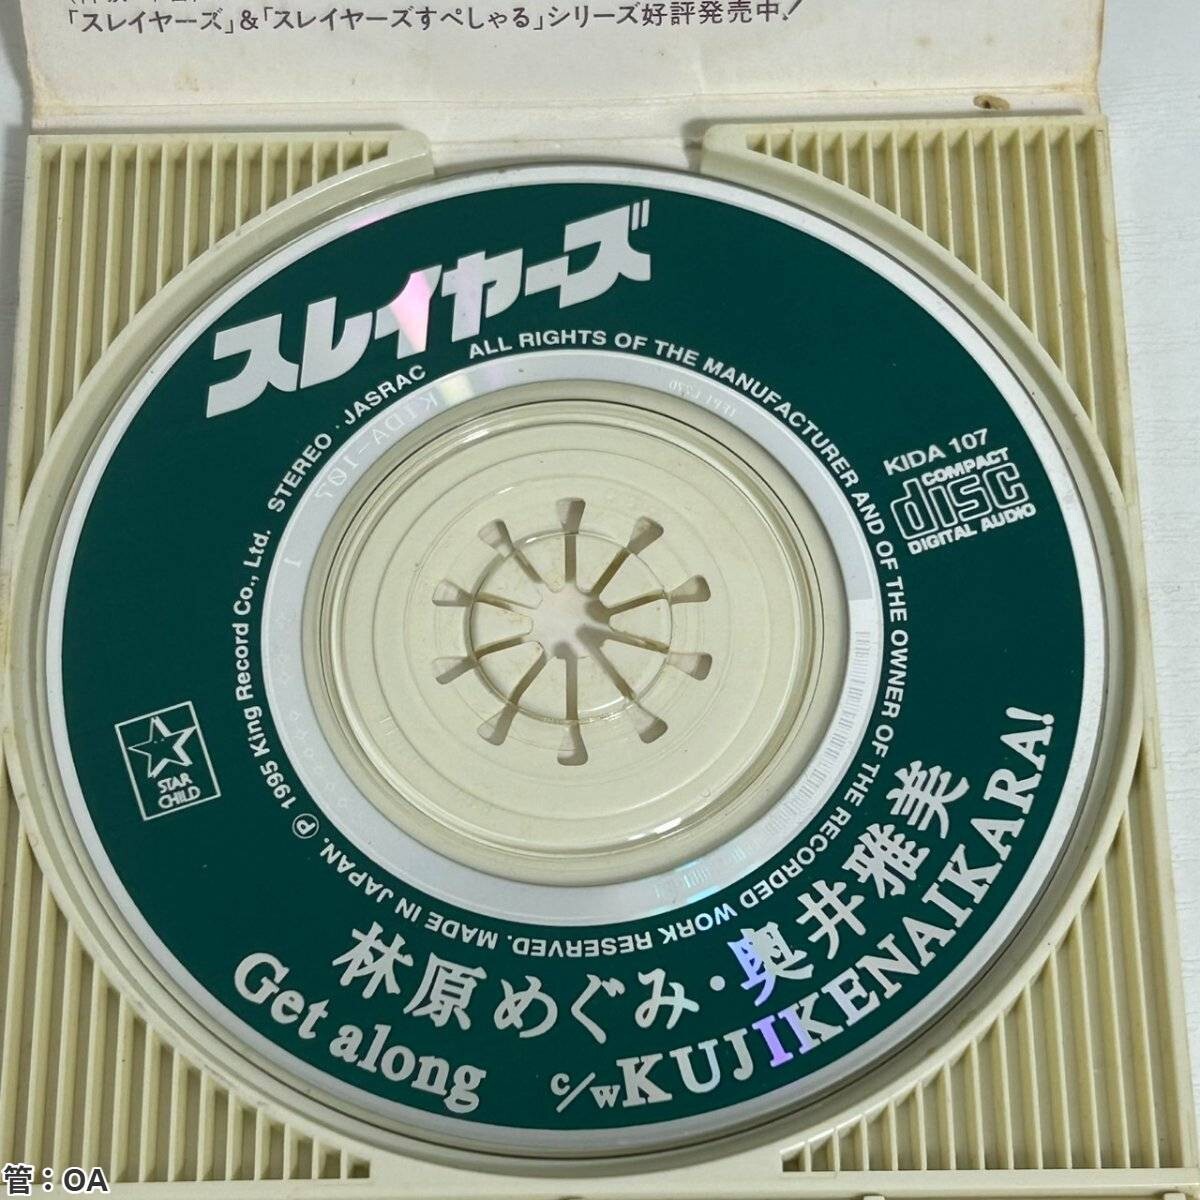 「スレイヤーズ」&「スレイヤーズすぺしゃる」シリーズ好評発売中!
スレイヤーズ
ALL RIGHTS OF THE MANUFACTURER AND OF THE OWNER OF THE RECORDED WORK RESERVED. MADE IN JAPAN. ℗ 1995 King Record Co., Ltd. STEREO · JASRAC
KIDA 107
COMPACT
disc
DIGITAL AUDIO
KIDA-107
1
STAR
CHILD
林原めぐみ・奥井雅美
Get along
c/w KUJIKENAIKARA!
管：OA